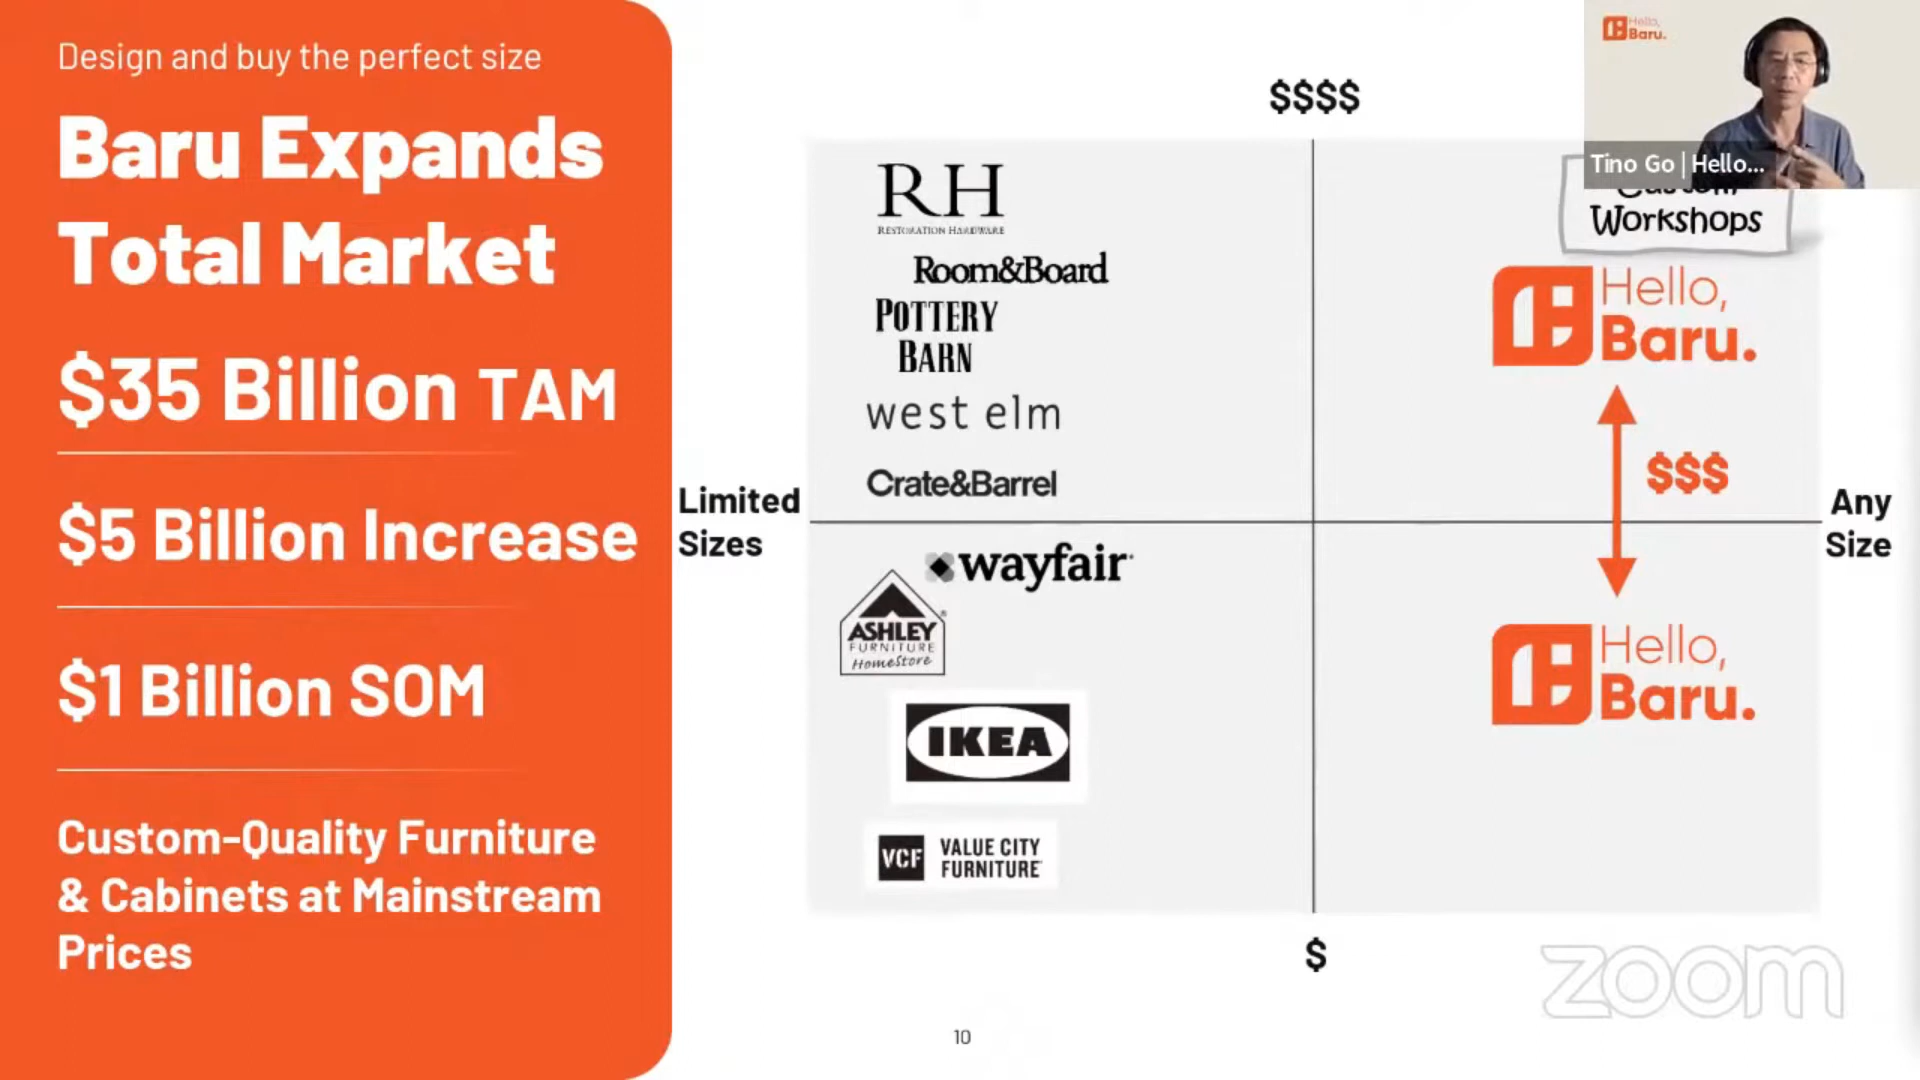 Design and buy the perfect size
Baru Expands
Total Market
$35 Billion TAM
$5 Billion Increase
$1 Billion SOM
Custom-Quality Furniture
& Cabinets at Mainstream
Prices
$$$$
RH
RESTORATION HARDWARE
Room&Board
POTTERY
BARN
west elm
Crate&Barrel
Limited
Sizes
wayfair
ASHLEY
FURNITURE
HomeStore
IKEA
VCF VALUE CITY
FURNITURE
Hello,
Baru.
Tino Go | Hello...
Workshops
Hello,
Baru.
$$$
Any
Size
Hello,
Baru.
$
zoom
10